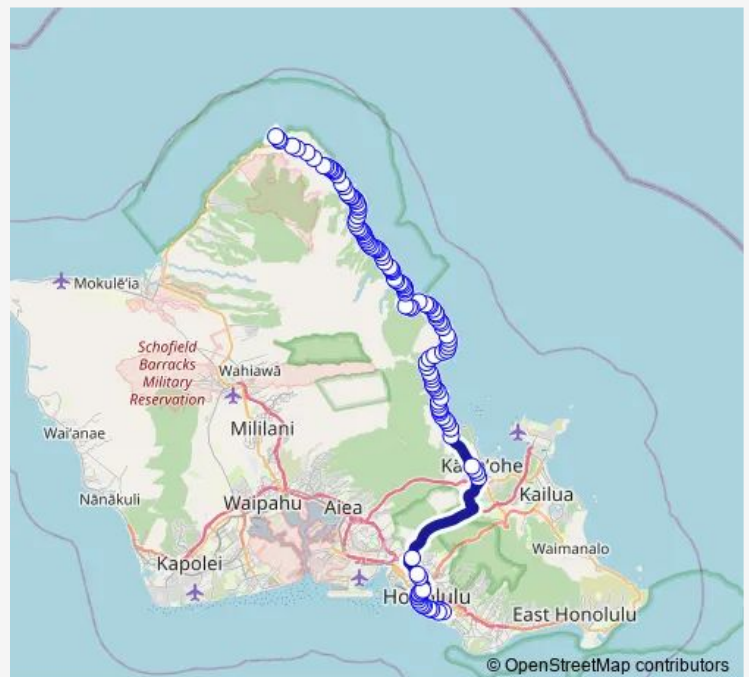 Mokulē'ia
Schofield
Barracks
Military
Reservation
Wahiawā
Wai'anae
Mililani
Kailua
Nānākuli
Waipahu
Aiea
Waimanalo
Kapolei
Honolulu
East Honolulu
© OpenStreetMap contributors